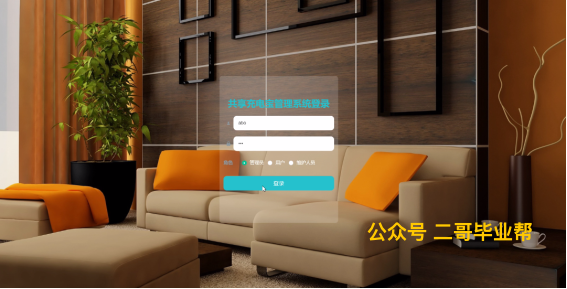 共享充电宝管理系统登录
abo
•••
角色 管理员 用户 维护人员
登录
公众号 二哥毕业帮